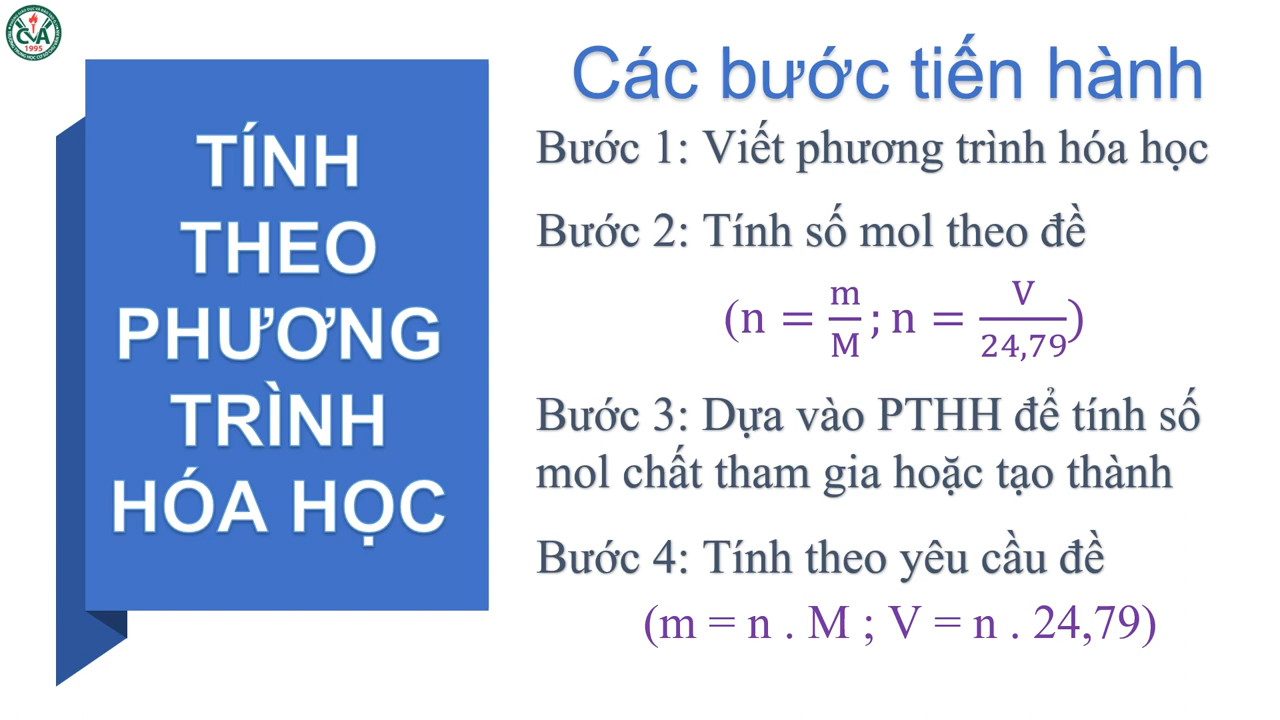 CVA
1995
TÍNH
THEO
PHƯƠNG
TRÌNH
HÓA HỌC
Các bước tiến hành
Bước 1: Viết phương trình hóa học
Bước 2: Tính số mol theo đề
(n = m/M ; n = V/24,79)
Bước 3: Dựa vào PTHH để tính số
mol chất tham gia hoặc tạo thành
Bước 4: Tính theo yêu cầu đề
(m = n . M ; V = n . 24,79)